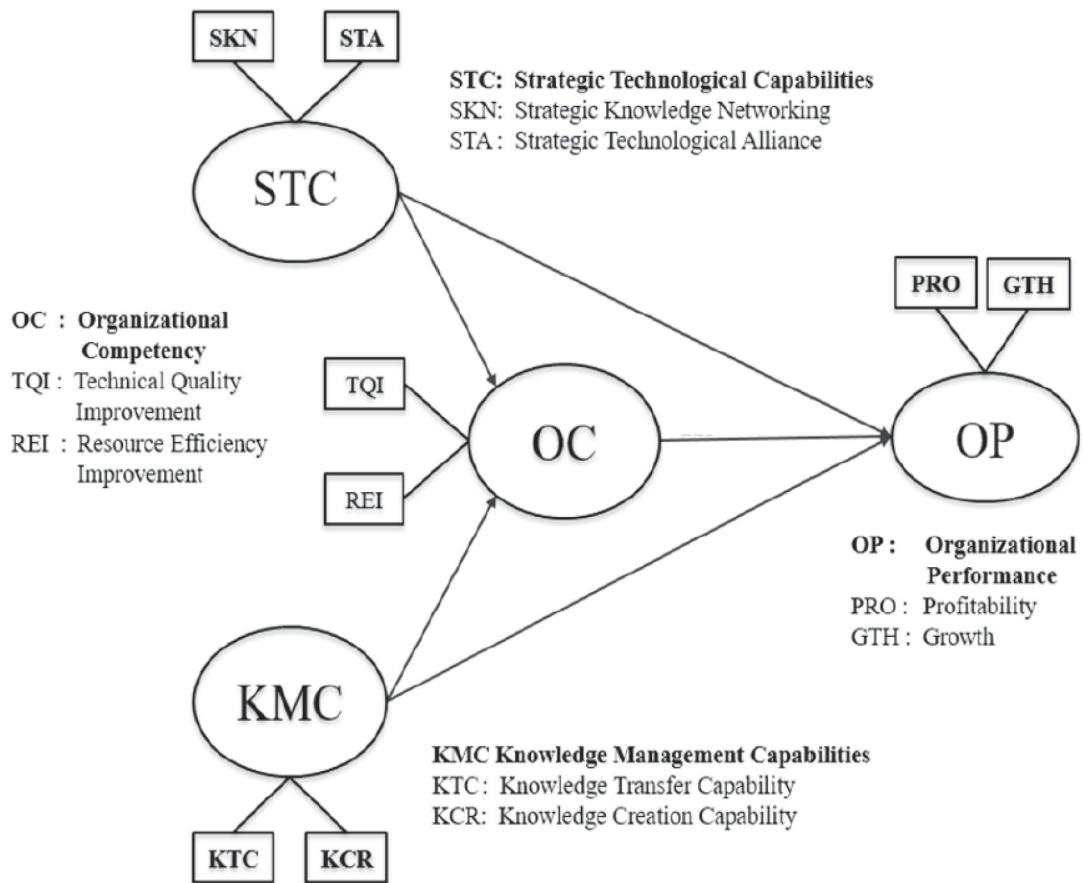 SKN
STA
STC: Strategic Technological Capabilities
SKN: Strategic Knowledge Networking
STA : Strategic Technological Alliance
STC
PRO
GTH
OC : Organizational
Competency
TQI : Technical Quality
Improvement
REI : Resource Efficiency
Improvement
TQI
REI
OC
OP
OP : Organizational
Performance
PRO : Profitability
GTH : Growth
KMC
KMC Knowledge Management Capabilities
KTC: Knowledge Transfer Capability
KCR: Knowledge Creation Capability
KTC
KCR